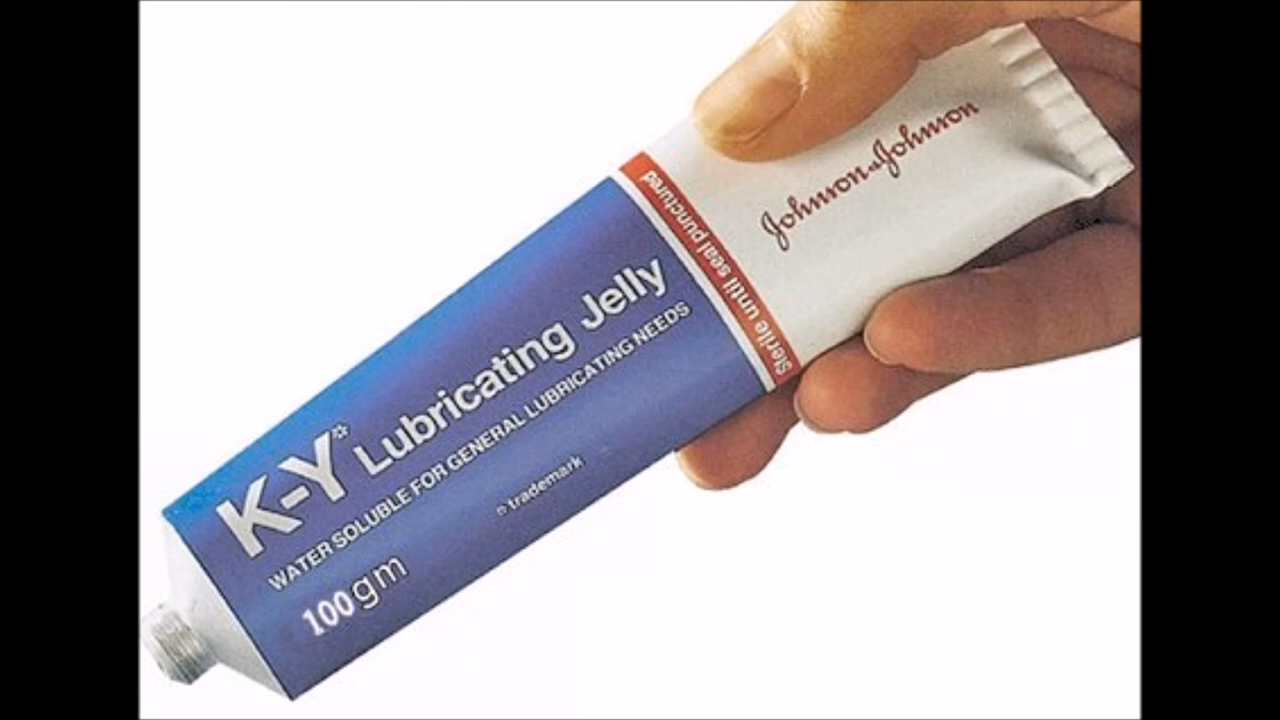 Johnson & Johnson
Sterile until seal punctured
K-Y* Lubricating Jelly
WATER SOLUBLE FOR GENERAL LUBRICATING NEEDS
trademark
100gm